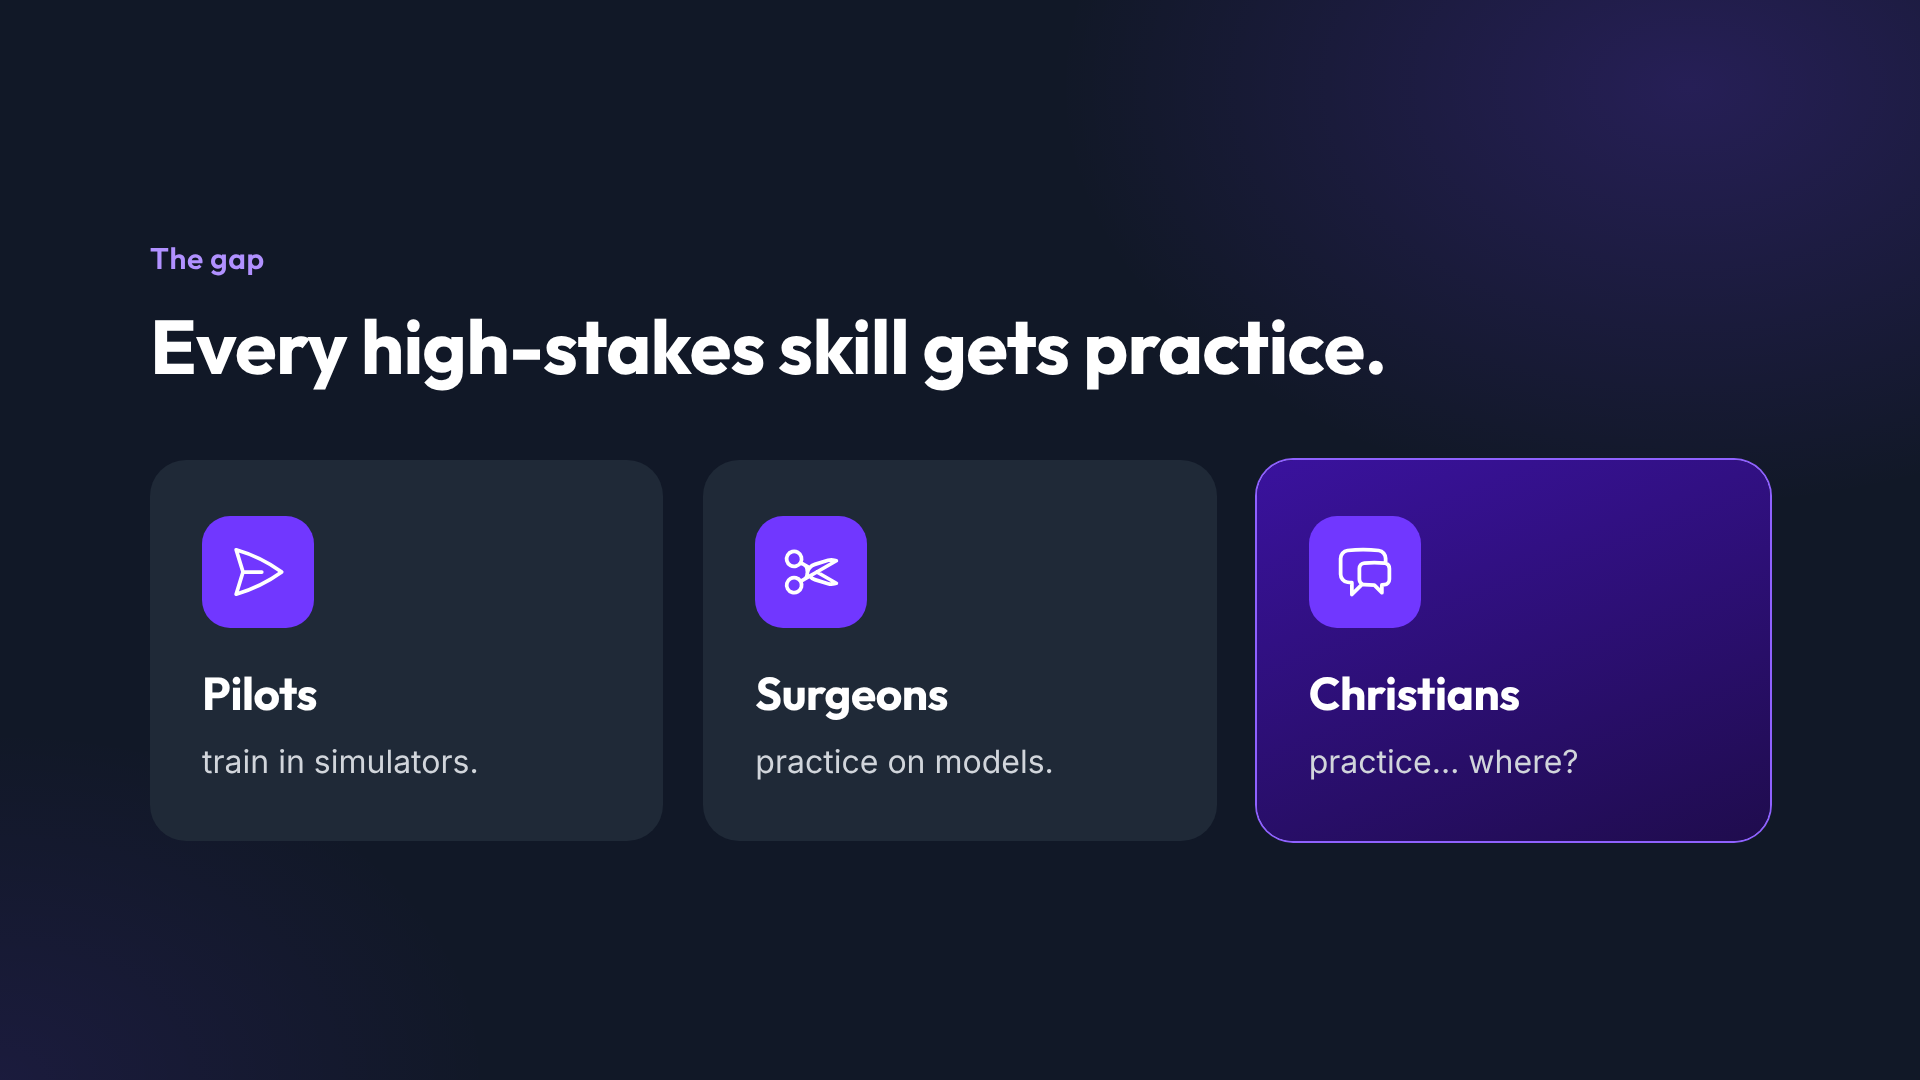 The gap
Every high-stakes skill gets practice.
Pilots
train in simulators.
Surgeons
practice on models.
Christians
practice... where?